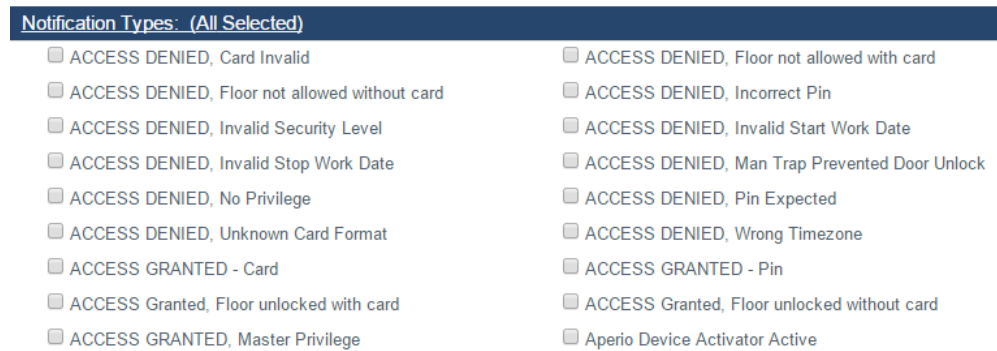 Notification Types: (All Selected)
ACCESS DENIED, Card Invalid
ACCESS DENIED, Floor not allowed with card
ACCESS DENIED, Floor not allowed without card
ACCESS DENIED, Incorrect Pin
ACCESS DENIED, Invalid Security Level
ACCESS DENIED, Invalid Start Work Date
ACCESS DENIED, Invalid Stop Work Date
ACCESS DENIED, Man Trap Prevented Door Unlock
ACCESS DENIED, No Privilege
ACCESS DENIED, Pin Expected
ACCESS DENIED, Unknown Card Format
ACCESS DENIED, Wrong Timezone
ACCESS GRANTED - Card
ACCESS GRANTED - Pin
ACCESS Granted, Floor unlocked with card
ACCESS Granted, Floor unlocked without card
ACCESS GRANTED, Master Privilege
Aperio Device Activator Active